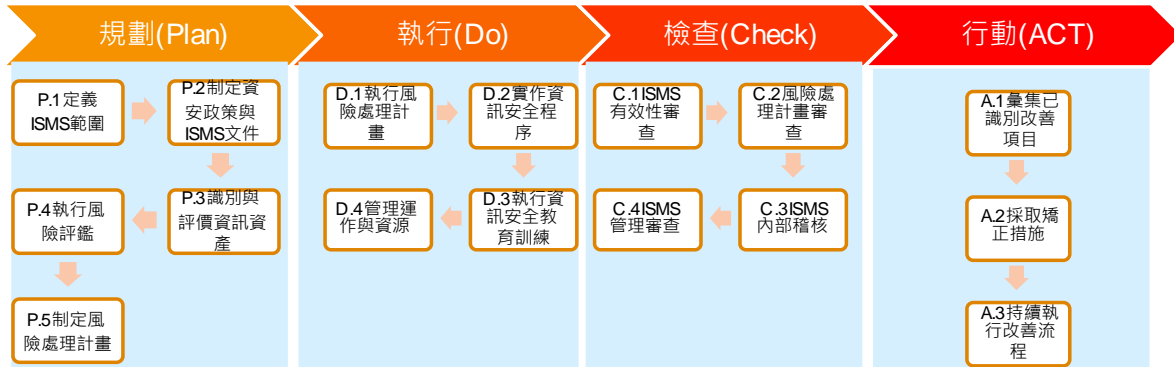 規劃(Plan)
執行(Do)
檢查(Check)
行動(ACT)
P.1定義
ISMS範圍
P.2制定資
安政策與
ISMS文件
P.3識別與
評價資訊資
產
P.4執行風
險評鑑
P.5制定風
險處理計畫
D.1執行風
險處理計
畫
D.2實作資
訊安全程
序
D.3執行資
訊安全教
育訓練
D.4管理運
作與資源
C.1ISMS
有效性審
查
C.2風險處
理計畫審
查
C.3ISMS
內部稽核
C.4ISMS
管理審查
A.1彙集已
識別改善
項目
A.2採取矯
正措施
A.3持續執
行改善流
程